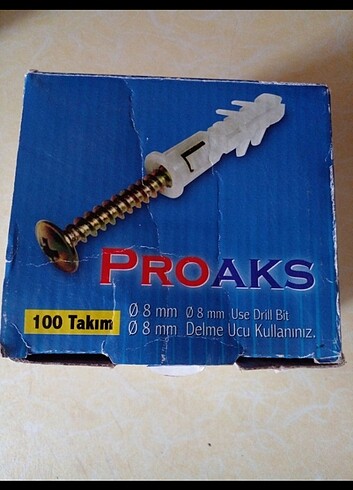 PROAKS
100 Takım
Ø 8 mm Ø 8 mm Use Drill Bit
Ø 8 mm Delme Ucu Kullanınız.